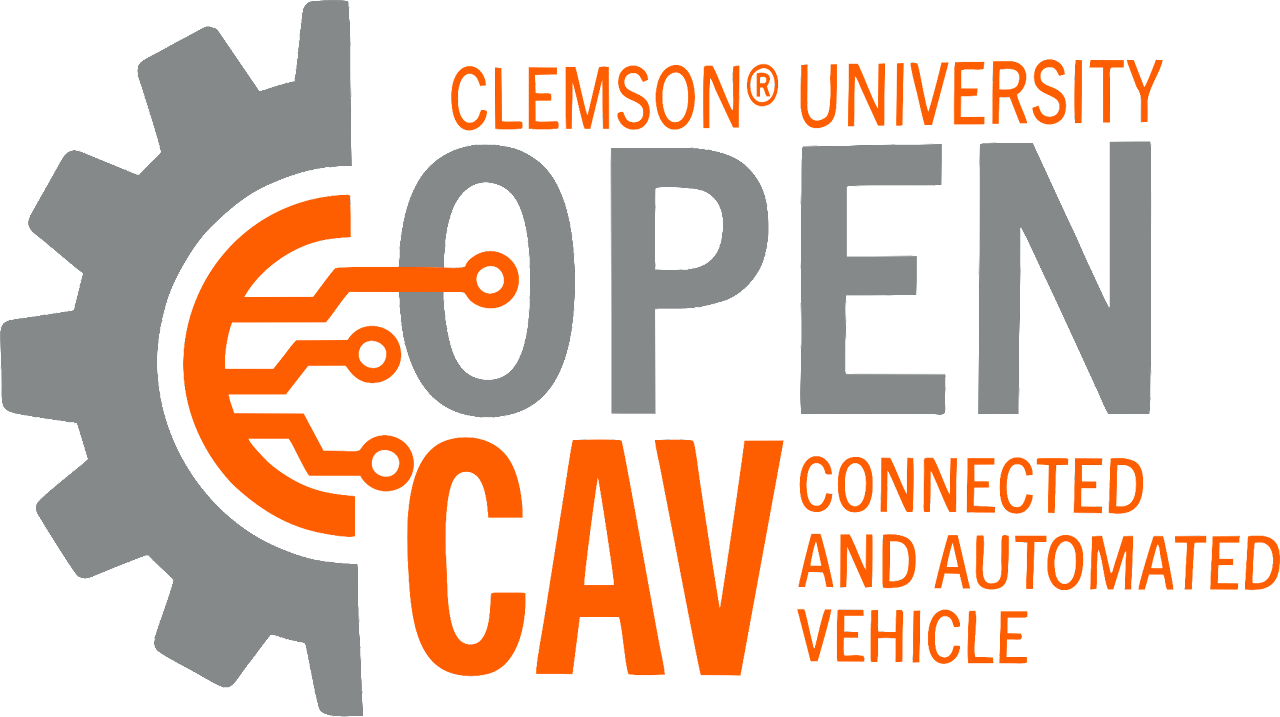 CLEMSON® UNIVERSITY
OPEN
CAV
CONNECTED
AND AUTOMATED
VEHICLE